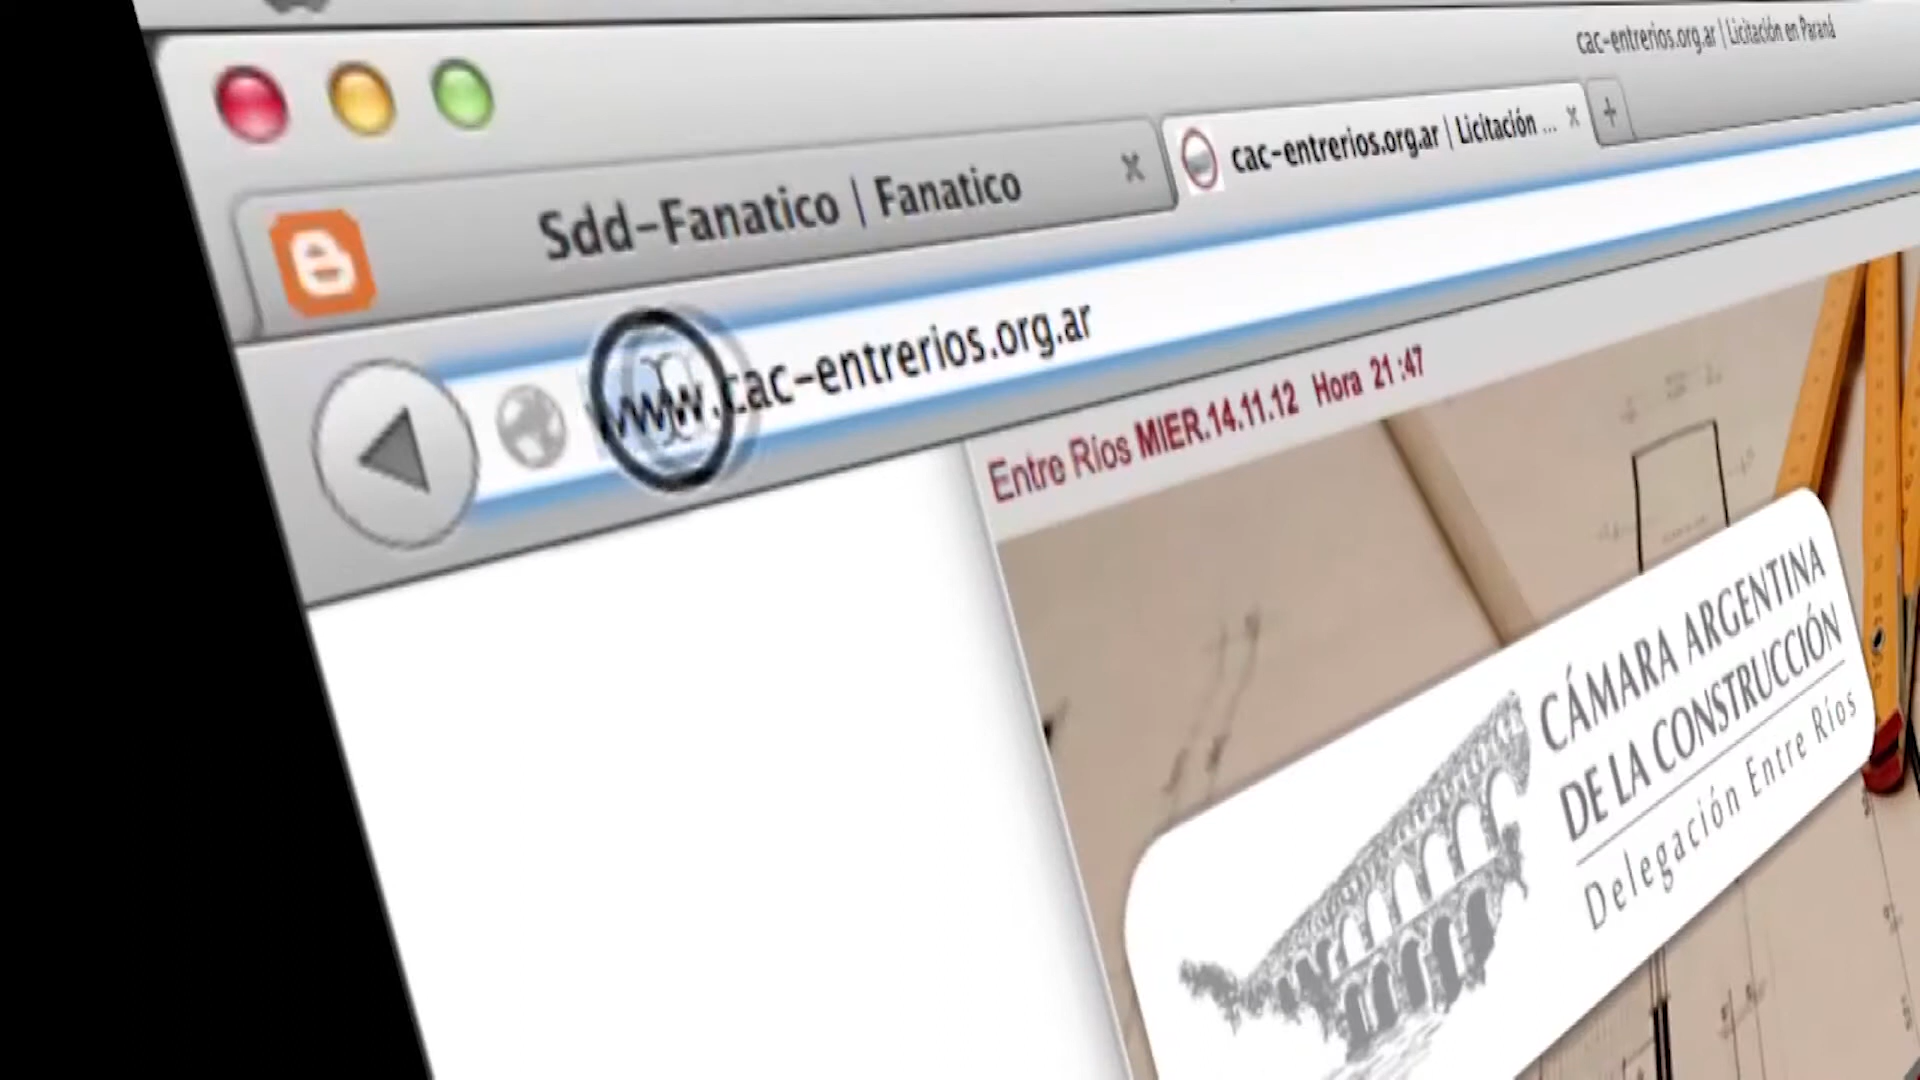 cac-entrerios.org.ar | Licitación en Paraná
Sdd-Fanatico | Fanatico
cac-entrerios.org.ar | Licitación ...
www.cac-entrerios.org.ar
Entre Ríos MIER.14.11.12 Hora 21:47
CÁMARA ARGENTINA
DE LA CONSTRUCCIÓN
Delegación Entre Ríos